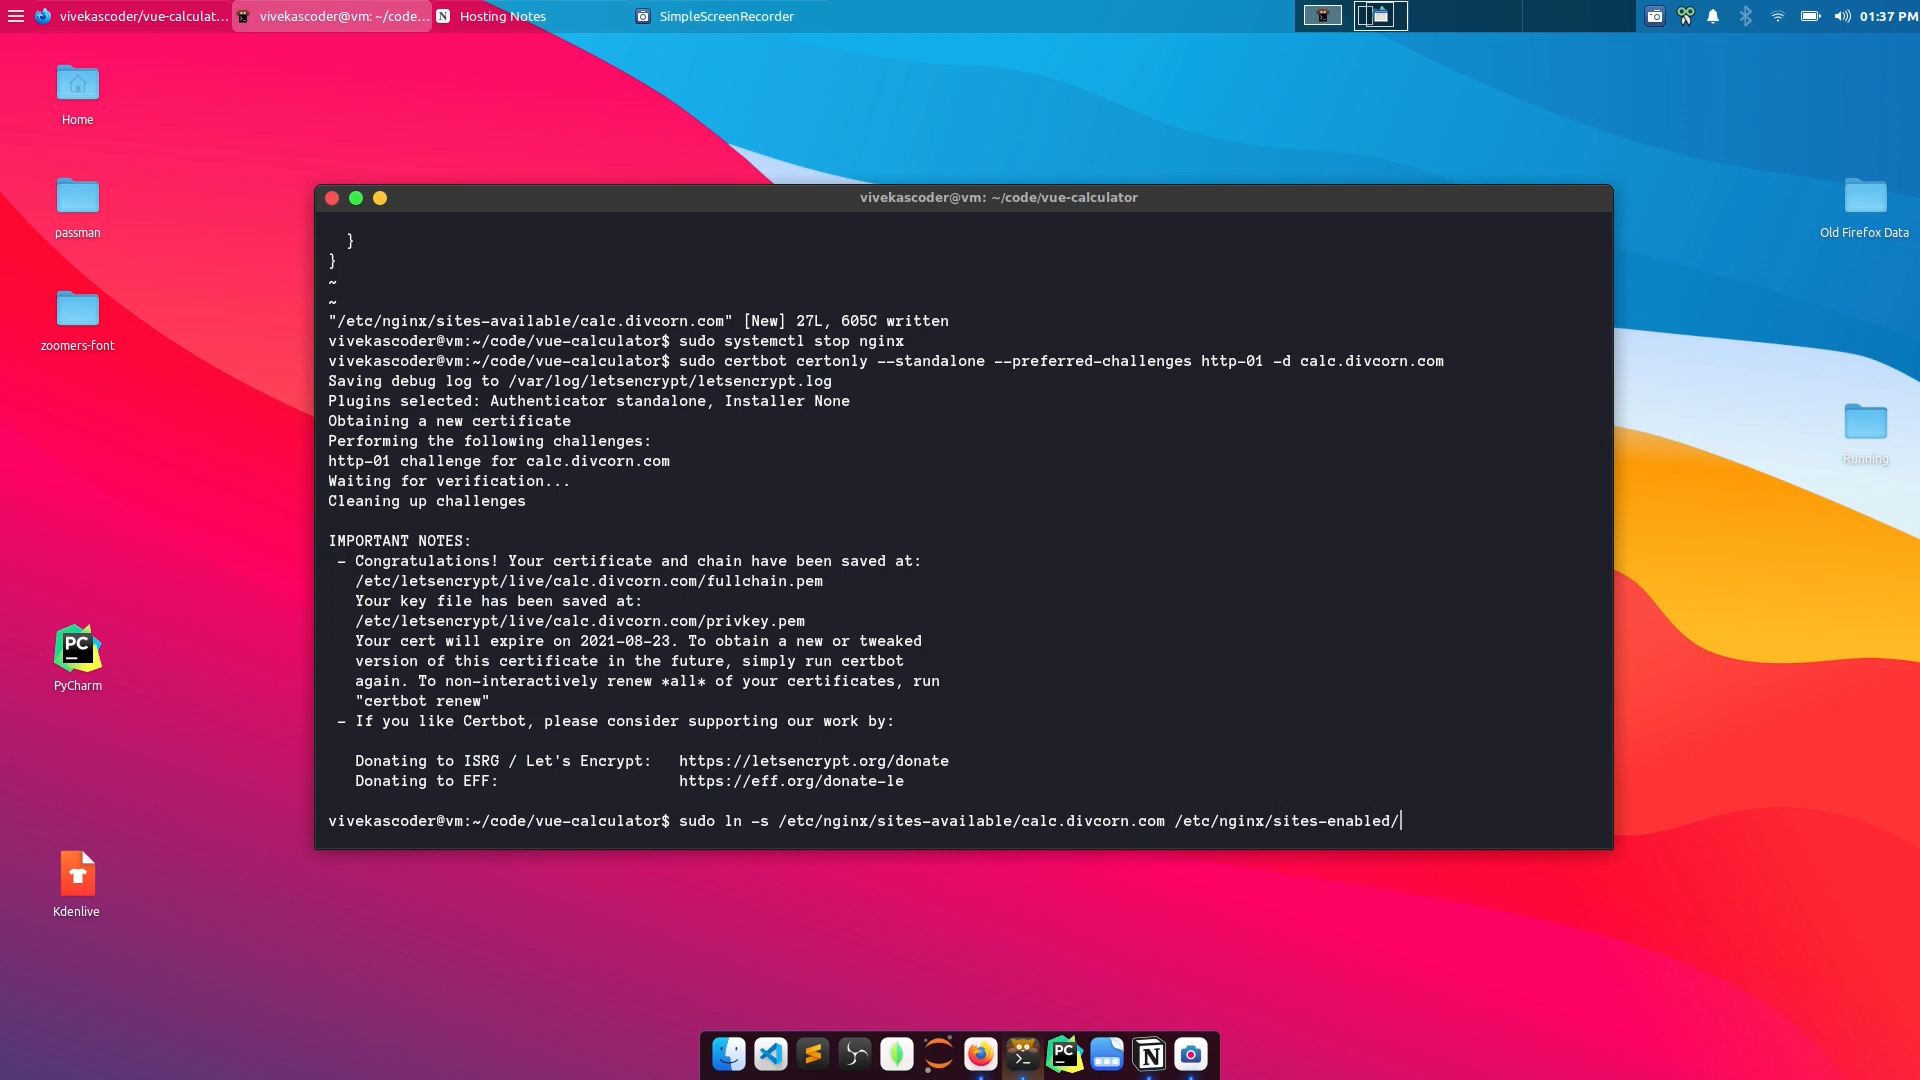 vivekascoder/vue-calculat...
vivekascoder@vm: ~/code...
Hosting Notes
SimpleScreenRecorder
01:37 PM
Home
passman
zoomers-font
PyCharm
Kdenlive
Old Firefox Data
Running
vivekascoder@vm: ~/code/vue-calculator
}
}
~
~
"/etc/nginx/sites-available/calc.divcorn.com" [New] 27L, 605C written
vivekascoder@vm:~/code/vue-calculator$ sudo systemctl stop nginx
vivekascoder@vm:~/code/vue-calculator$ sudo certbot certonly --standalone --preferred-challenges http-01 -d calc.divcorn.com
Saving debug log to /var/log/letsencrypt/letsencrypt.log
Plugins selected: Authenticator standalone, Installer None
Obtaining a new certificate
Performing the following challenges:
http-01 challenge for calc.divcorn.com
Waiting for verification...
Cleaning up challenges
IMPORTANT NOTES:
- Congratulations! Your certificate and chain have been saved at:
/etc/letsencrypt/live/calc.divcorn.com/fullchain.pem
Your key file has been saved at:
/etc/letsencrypt/live/calc.divcorn.com/privkey.pem
Your cert will expire on 2021-08-23. To obtain a new or tweaked
version of this certificate in the future, simply run certbot
again. To non-interactively renew *all* of your certificates, run
"certbot renew"
- If you like Certbot, please consider supporting our work by:
Donating to ISRG / Let's Encrypt: https://letsencrypt.org/donate
Donating to EFF: https://eff.org/donate-le
vivekascoder@vm:~/code/vue-calculator$ sudo ln -s /etc/nginx/sites-available/calc.divcorn.com /etc/nginx/sites-enabled/